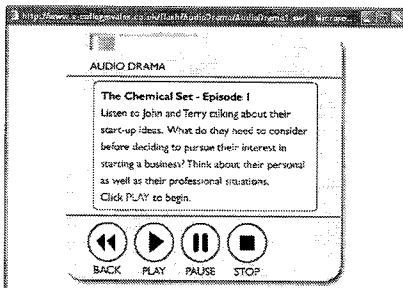 AUDIO DRAMA
The Chemical Set - Episode 1
Listen to John and Terry talking about their
start-up ideas. What do they need to consider
before deciding to pursue their interest in
starting a business? Think about their personal
as well as their professional situations.
Click PLAY to begin.
BACK PLAY PAUSE STOP